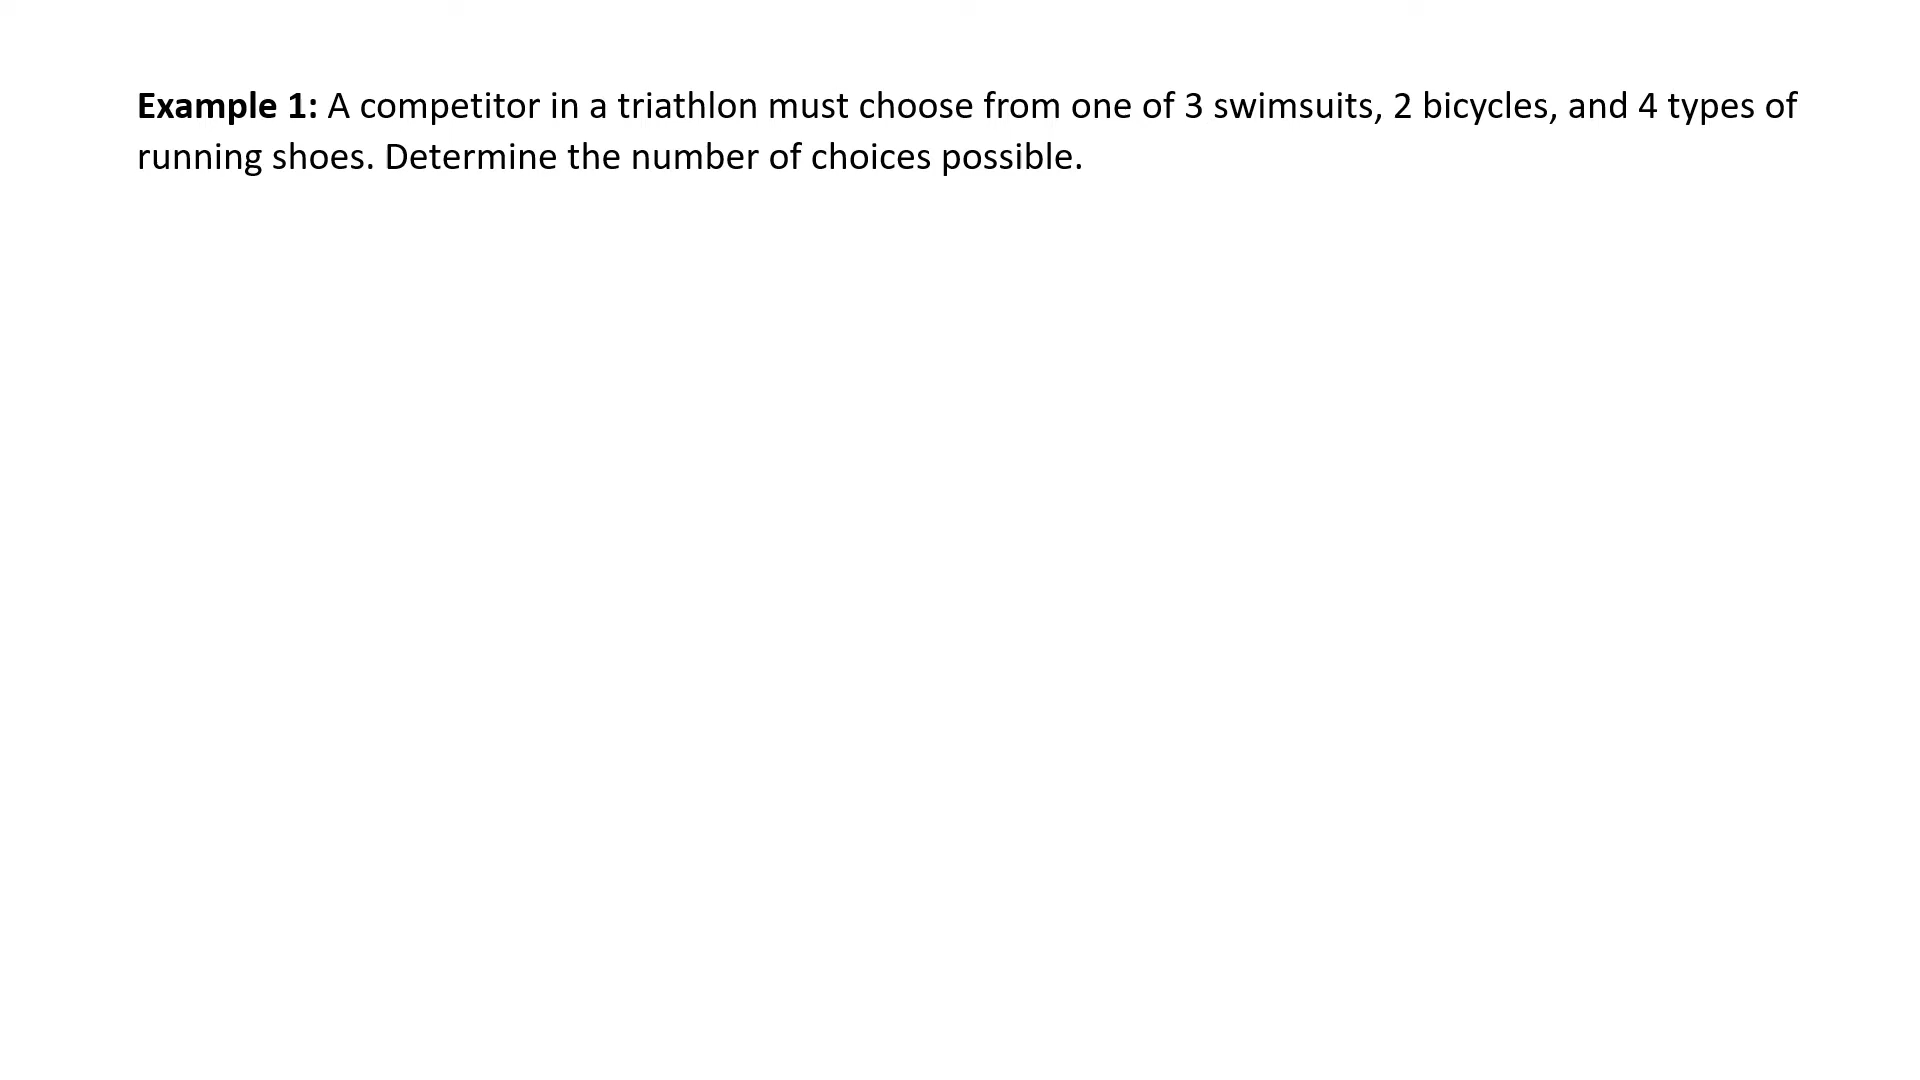 Example 1: A competitor in a triathlon must choose from one of 3 swimsuits, 2 bicycles, and 4 types of
running shoes. Determine the number of choices possible.